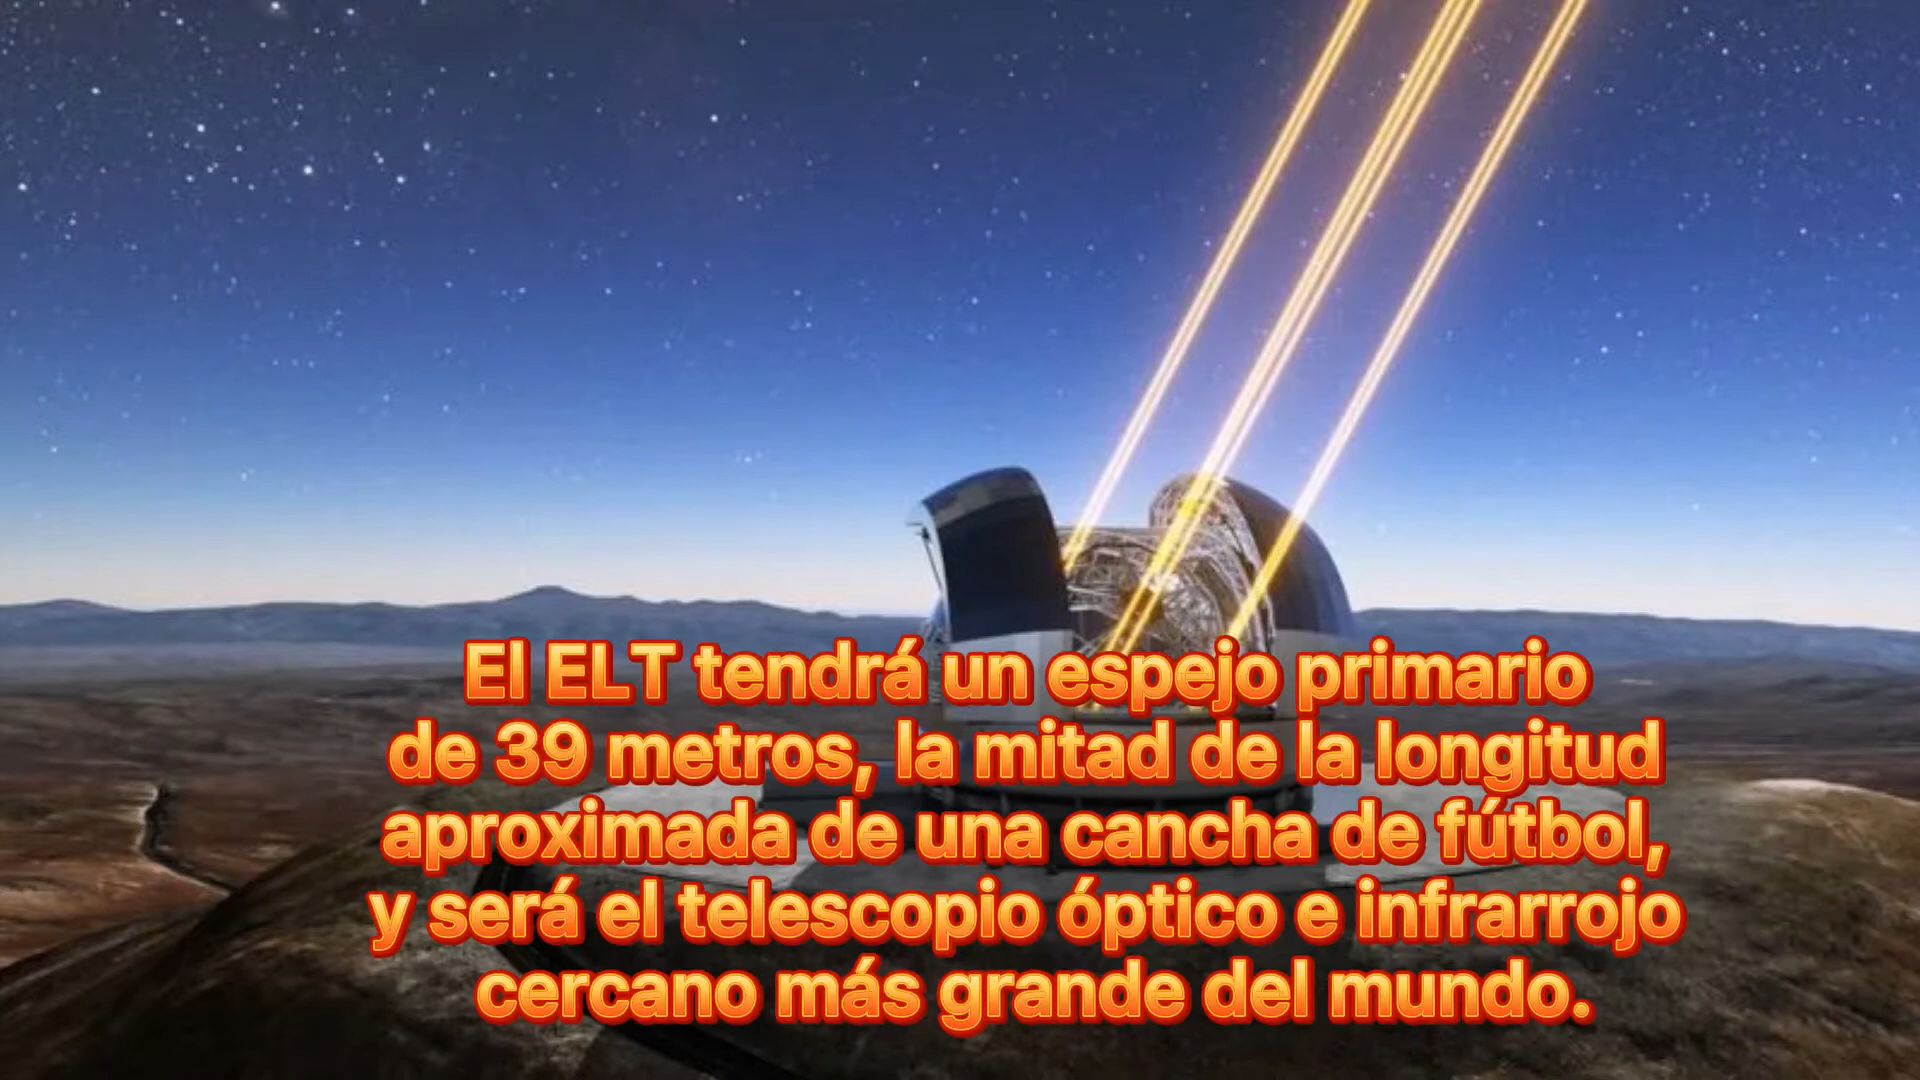 El ELT tendrá un espejo primario
de 39 metros, la mitad de la longitud
aproximada de una cancha de fútbol,
y será el telescopio óptico e infrarrojo
cercano más grande del mundo.